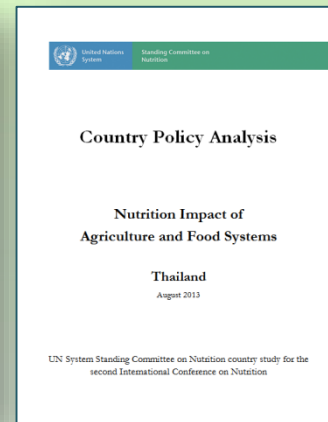 United Nations
System
Standing Committee on
Nutrition
Country Policy Analysis
Nutrition Impact of
Agriculture and Food Systems
Thailand
August 2013
UN System Standing Committee on Nutrition country study for the
second International Conference on Nutrition